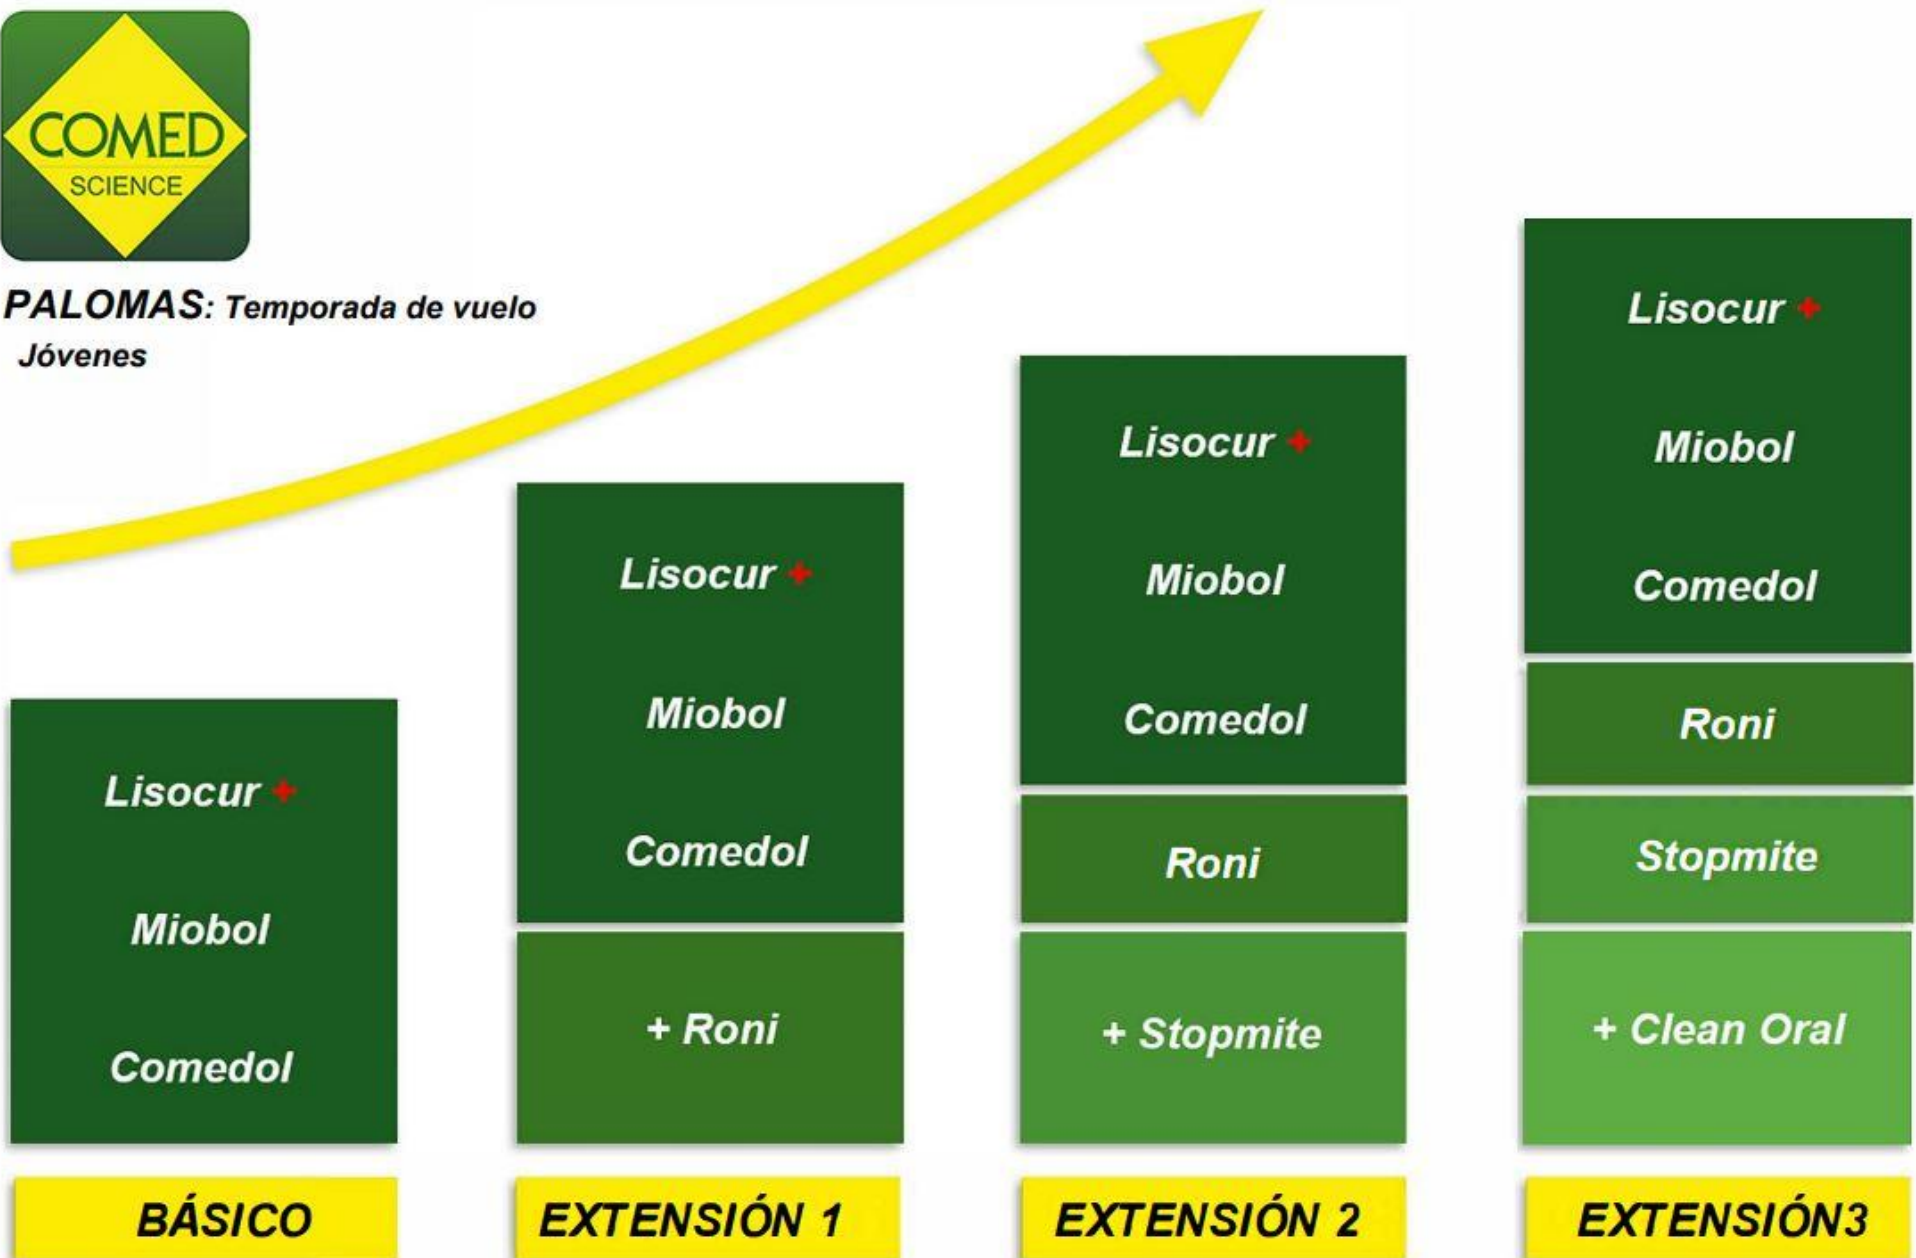 COMED
SCIENCE
PALOMAS: Temporada de vuelo
Jóvenes
Lisocur +
Miobol
Comedol
BÁSICO
Lisocur +
Miobol
Comedol
+ Roni
EXTENSIÓN 1
Lisocur +
Miobol
Comedol
Roni
+ Stopmite
EXTENSIÓN 2
Lisocur +
Miobol
Comedol
Roni
Stopmite
+ Clean Oral
EXTENSIÓN3